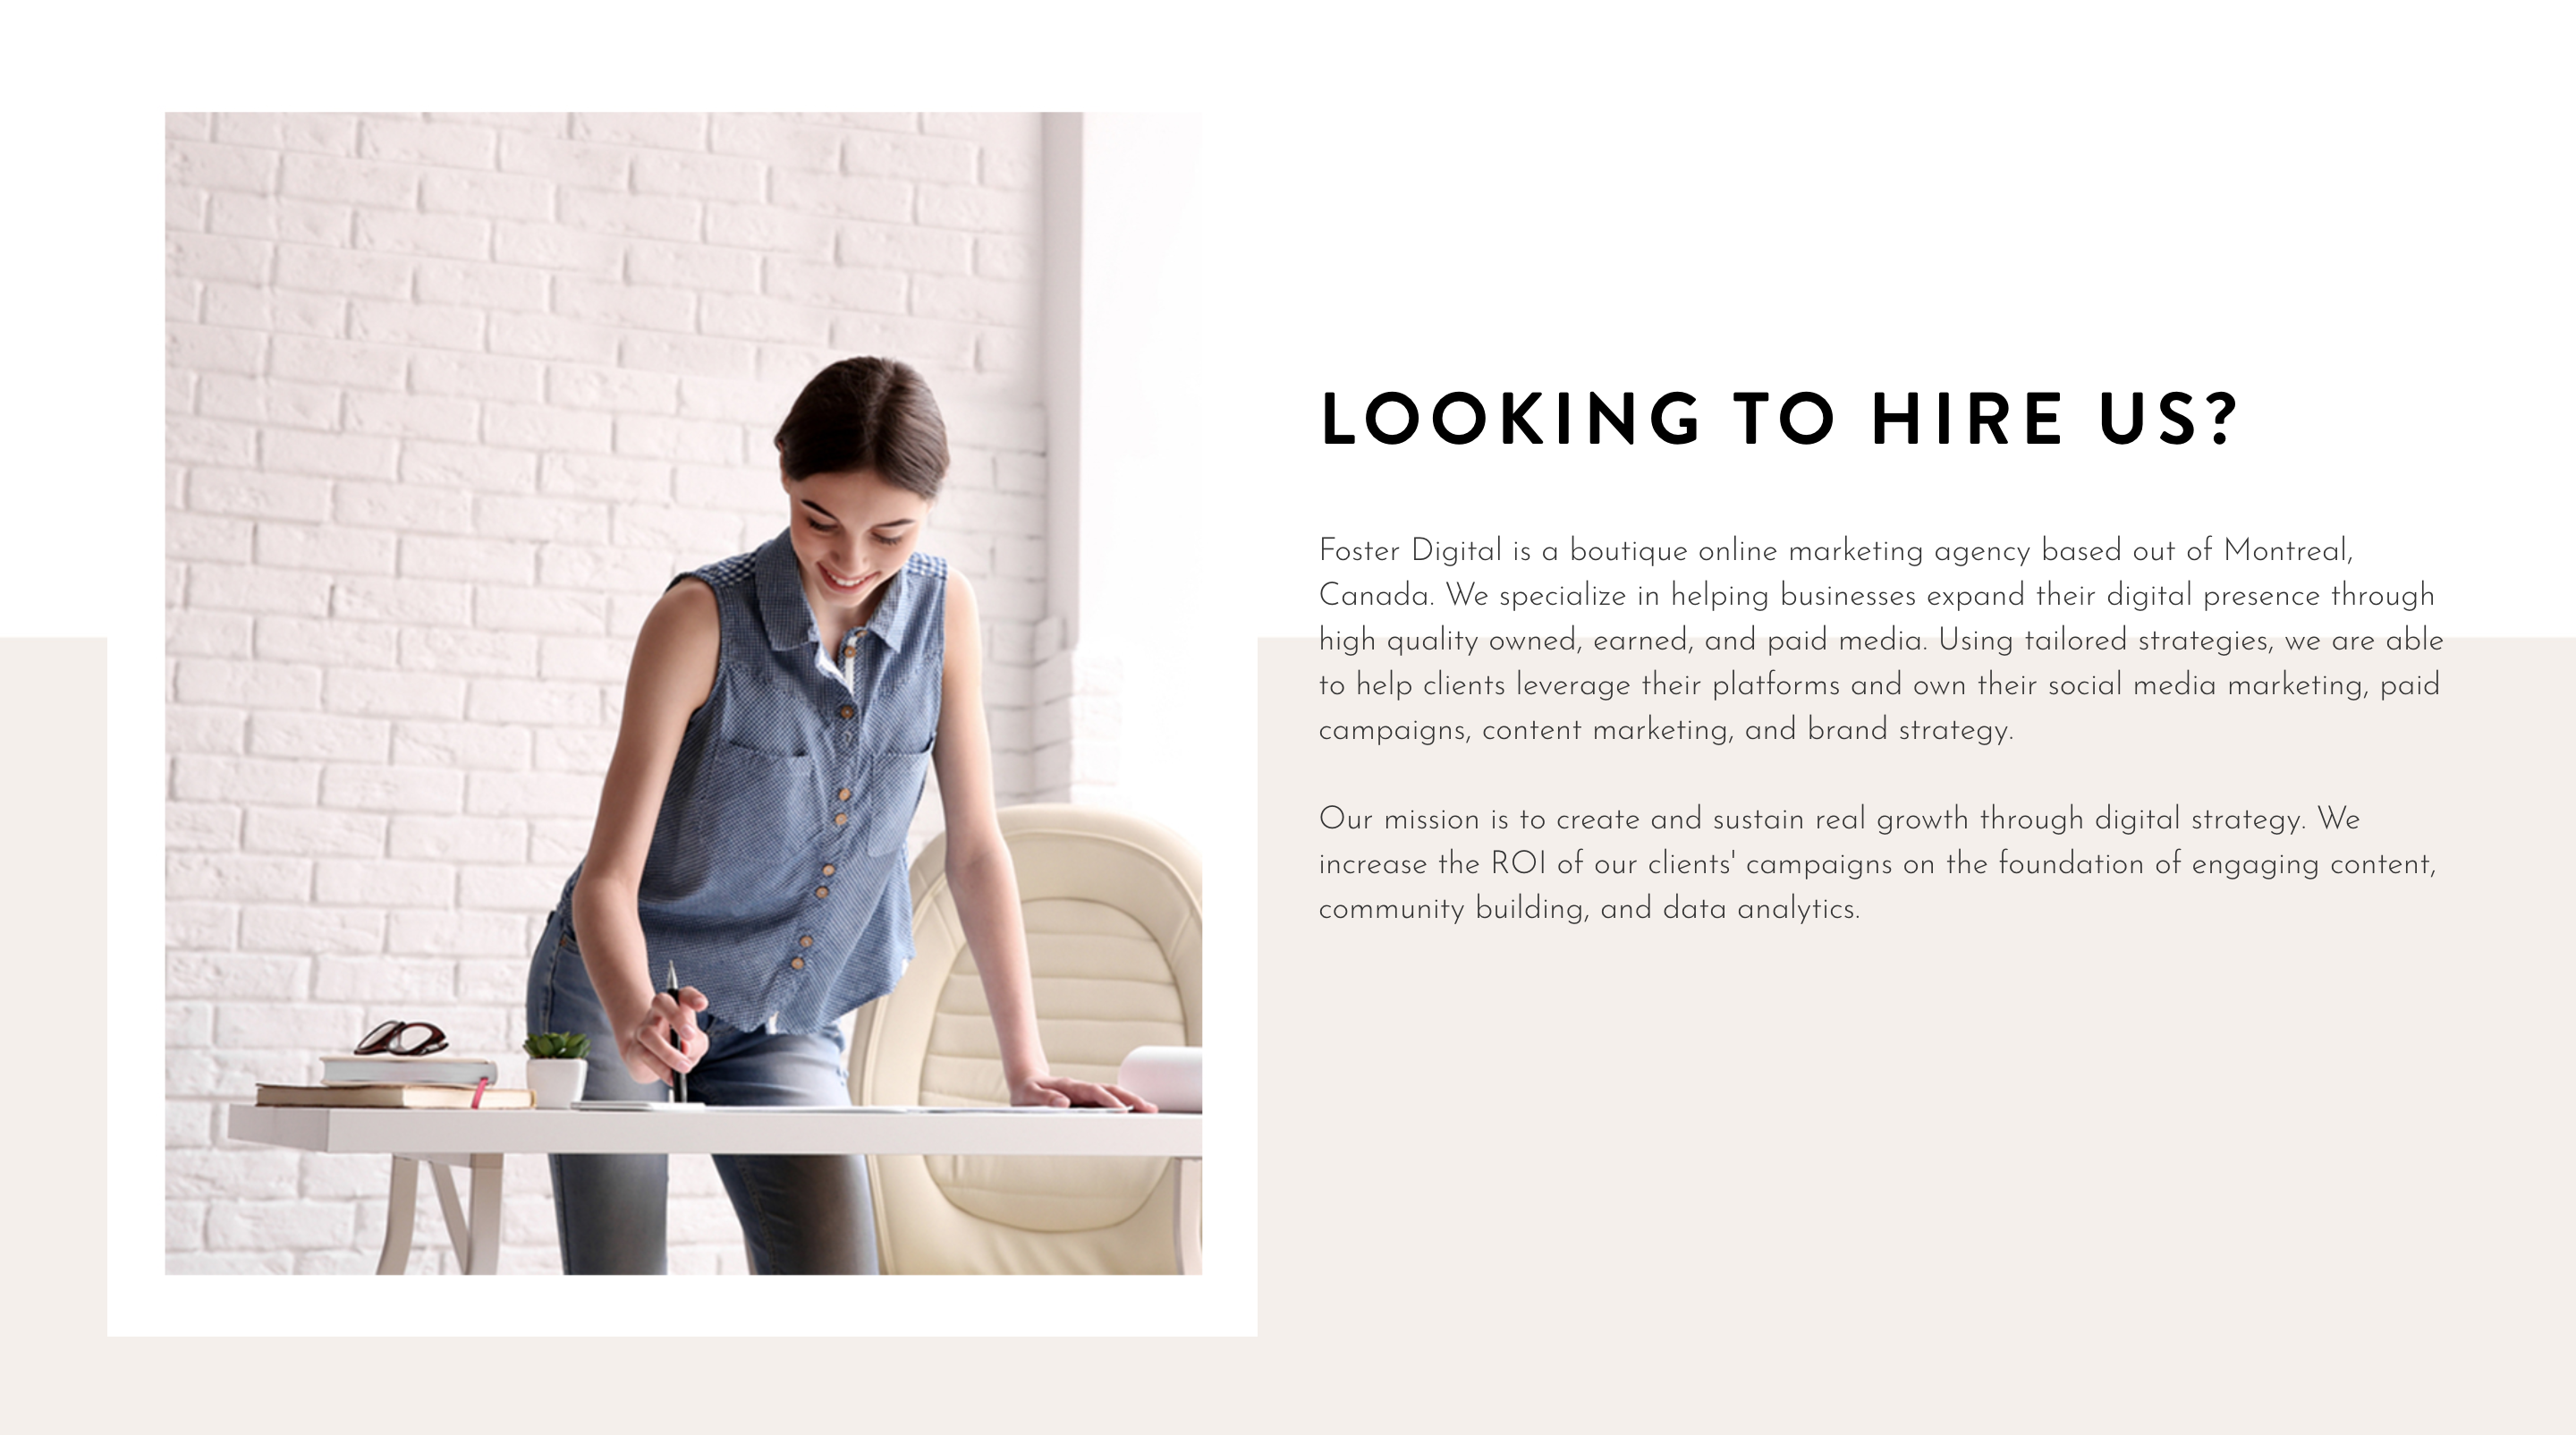 LOOKING TO HIRE US?
Foster Digital is a boutique online marketing agency based out of Montreal,
Canada. We specialize in helping businesses expand their digital presence through
high quality owned, earned, and paid media. Using tailored strategies, we are able
to help clients leverage their platforms and own their social media marketing, paid
campaigns, content marketing, and brand strategy.
Our mission is to create and sustain real growth through digital strategy. We
increase the ROI of our clients' campaigns on the foundation of engaging content,
community building, and data analytics.